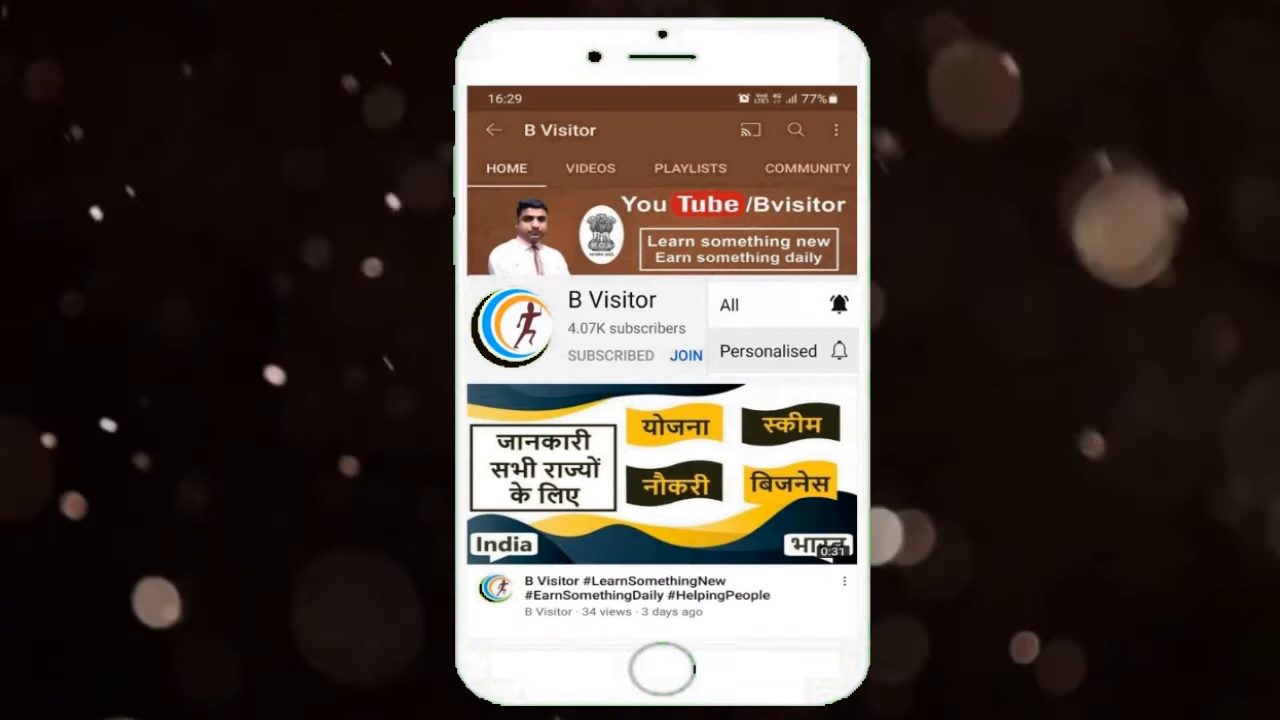 16:29
77%
B Visitor
HOME VIDEOS PLAYLISTS COMMUNITY
You Tube /Bvisitor
Learn something new
Earn something daily
B Visitor
4.07K subscribers
SUBSCRIBED JOIN
All
Personalised
जानकारी
सभी राज्यों
के लिए
योजना
स्कीम
नौकरी
बिजनेस
India
भारत
0:31
B Visitor #LearnSomethingNew
#EarnSomethingDaily #HelpingPeople
B Visitor · 34 views · 3 days ago